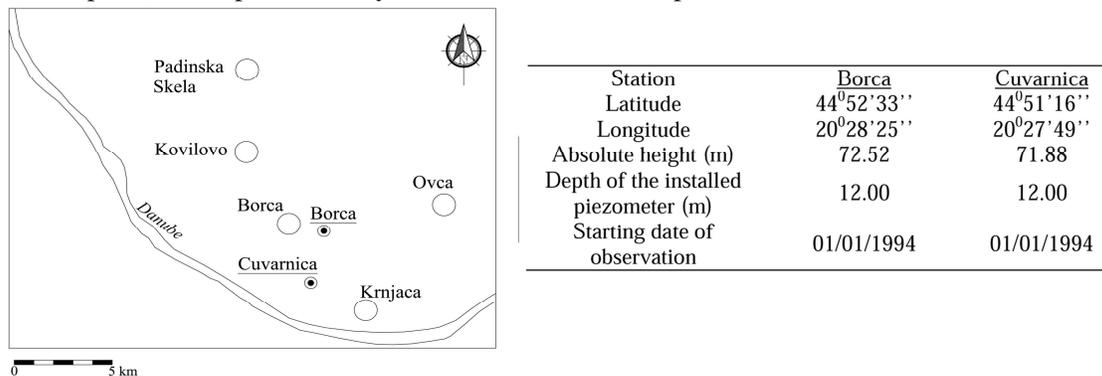 Padinska
Skela
Kovilovo
Ovca
Borca
Borca
Danube
Cuvarnica
Krnjaca
0 5 km
Station Borca Cuvarnica
Latitude 44⁰52’33’’ 44⁰51’16’’
Longitude 20⁰28’25’’ 20⁰27’49’’
Absolute height (m) 72.52 71.88
Depth of the installed
piezometer (m) 12.00 12.00
Starting date of
observation 01/01/1994 01/01/1994